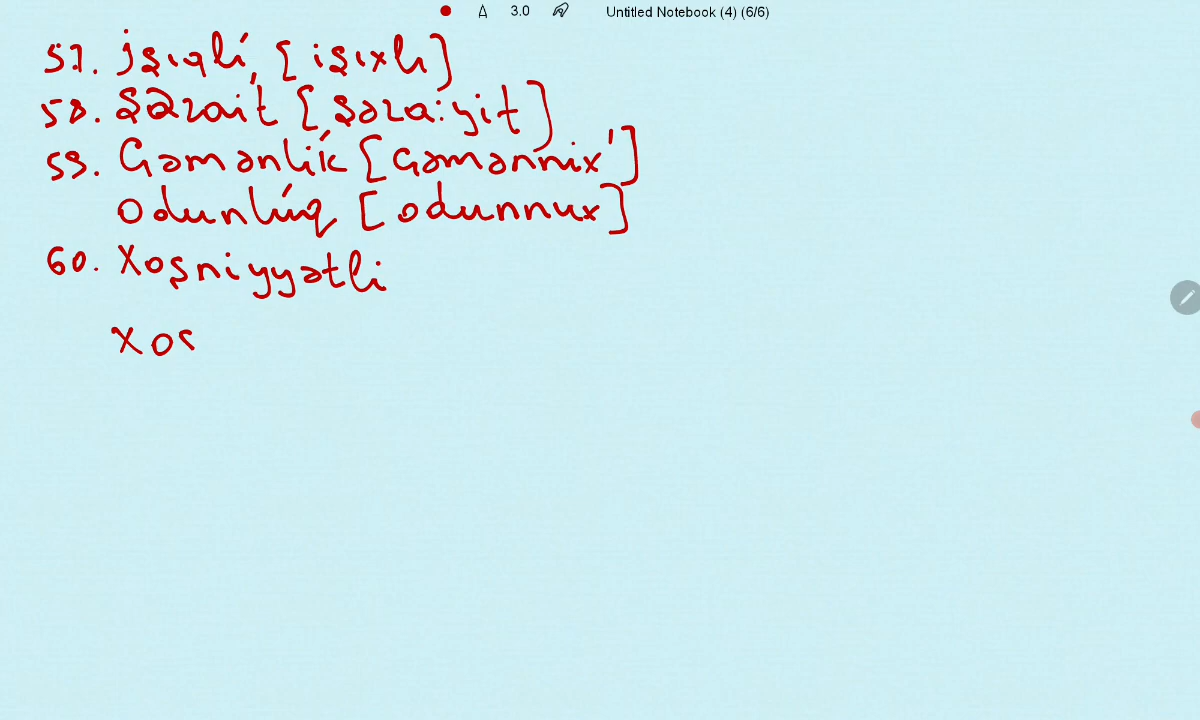 3.0 Untitled Notebook (4) (6/6)
57. işıqlı [işıxlı]
58. Şərait [şəra:yit]
59. Gəmənlik [Gəmənnix']
Odunluq [odunnux]
60. Xoşniyyətli
Xos